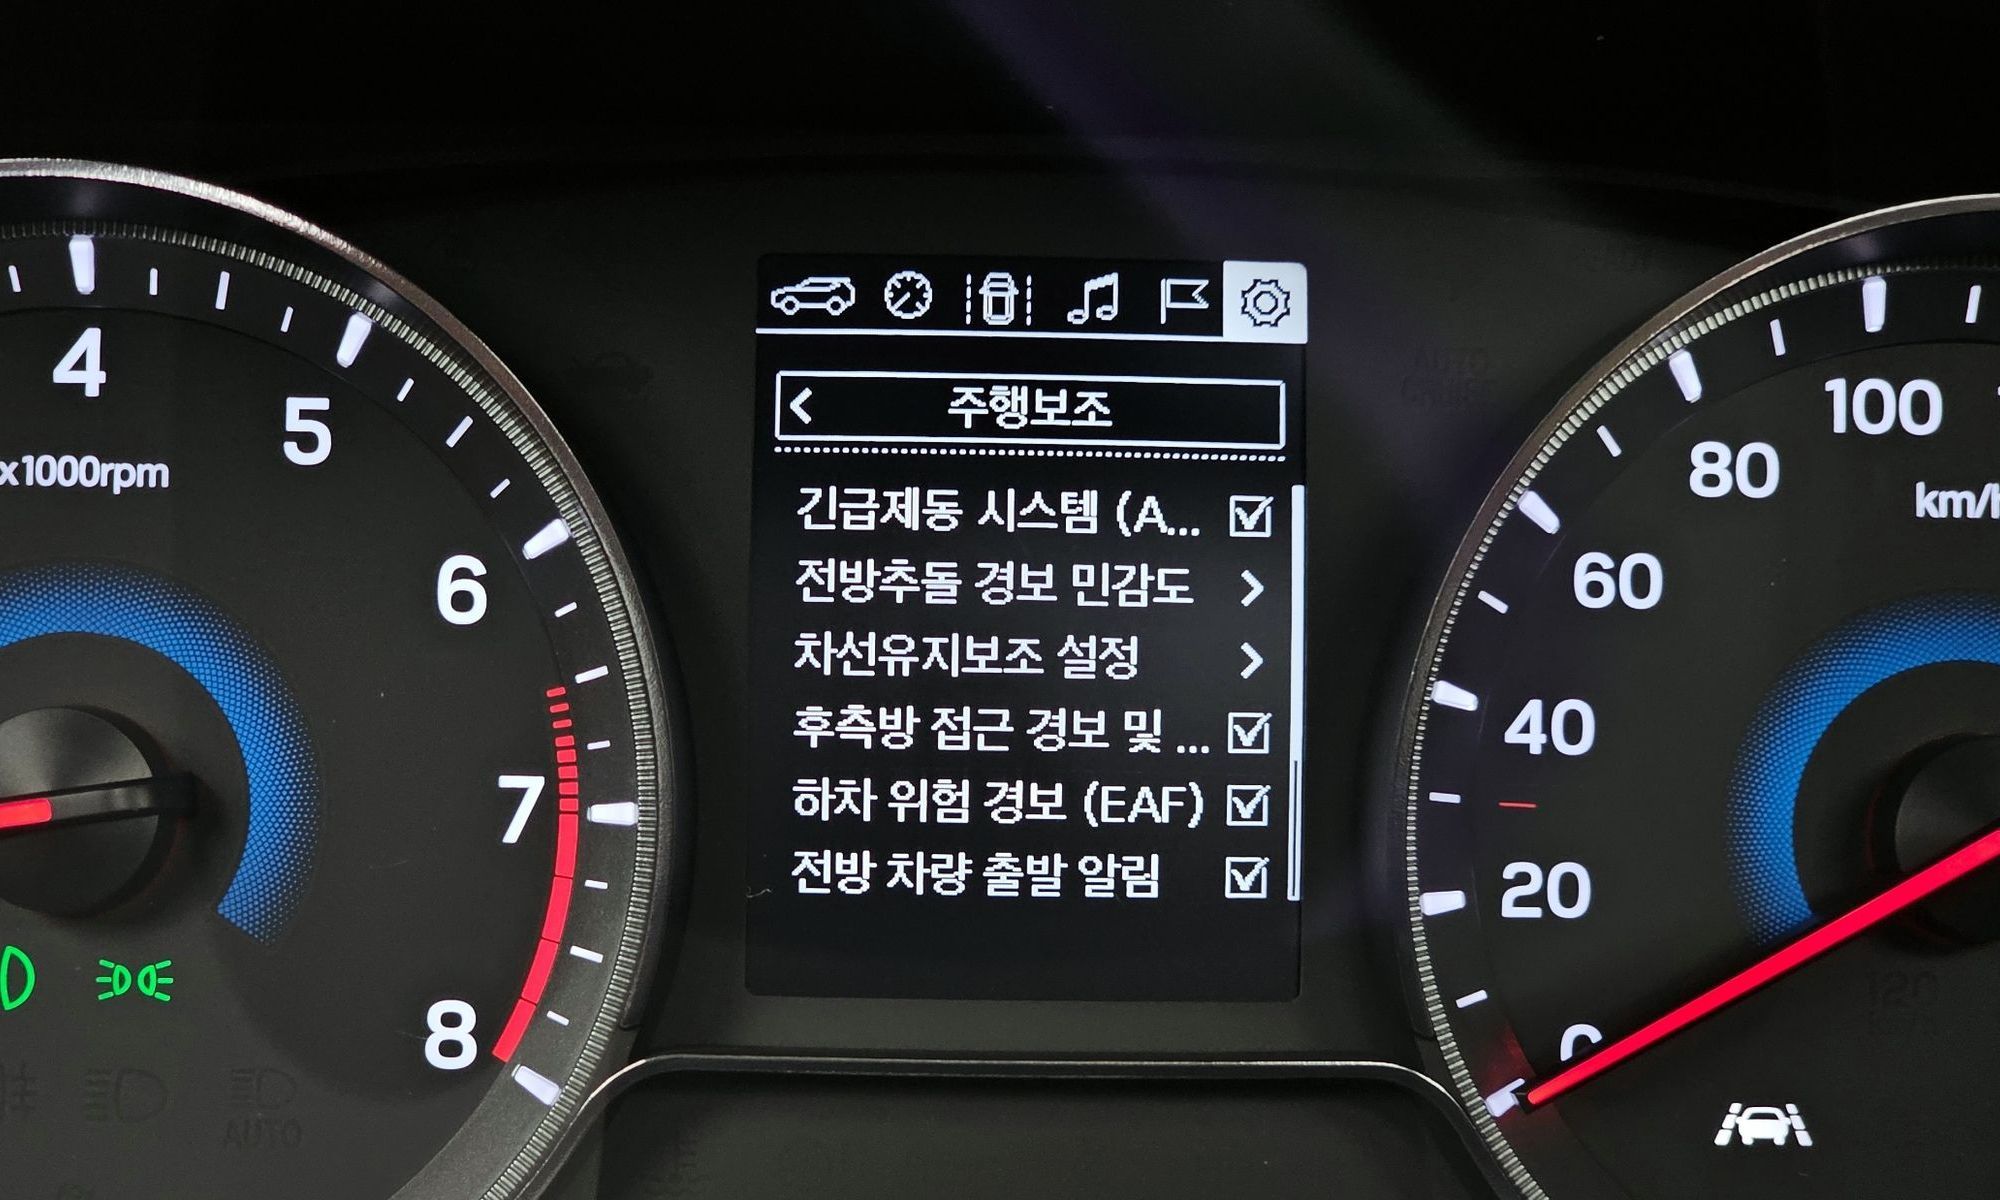 주행보조
긴급제동 시스템 (A...
전방추돌 경보 민감도
차선유지보조 설정
후측방 접근 경보 및 ...
하차 위험 경보 (EAF)
전방 차량 출발 알림
4
5
x1000rpm
6
7
8
AUTO
100
80
km/h
60
40
20
0